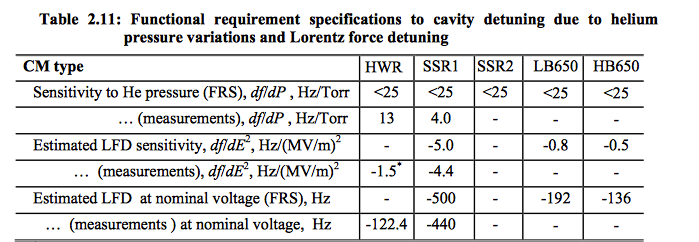 Table 2.11: Functional requirement specifications to cavity detuning due to helium
pressure variations and Lorentz force detuning
CM type HWR SSR1 SSR2 LB650 HB650
Sensitivity to He pressure (FRS), df/dP , Hz/Torr <25 <25 <25 <25 <25
… (measurements), df/dP , Hz/Torr 13 4.0 - - -
Estimated LFD sensitivity, df/dE², Hz/(MV/m)² - -5.0 - -0.8 -0.5
… (measurements), df/dE², Hz/(MV/m)² -1.5* -4.4 - - -
Estimated LFD at nominal voltage (FRS), Hz -500 - -192 -136
… (measurements ) at nominal voltage, Hz -122.4 -440 - - -